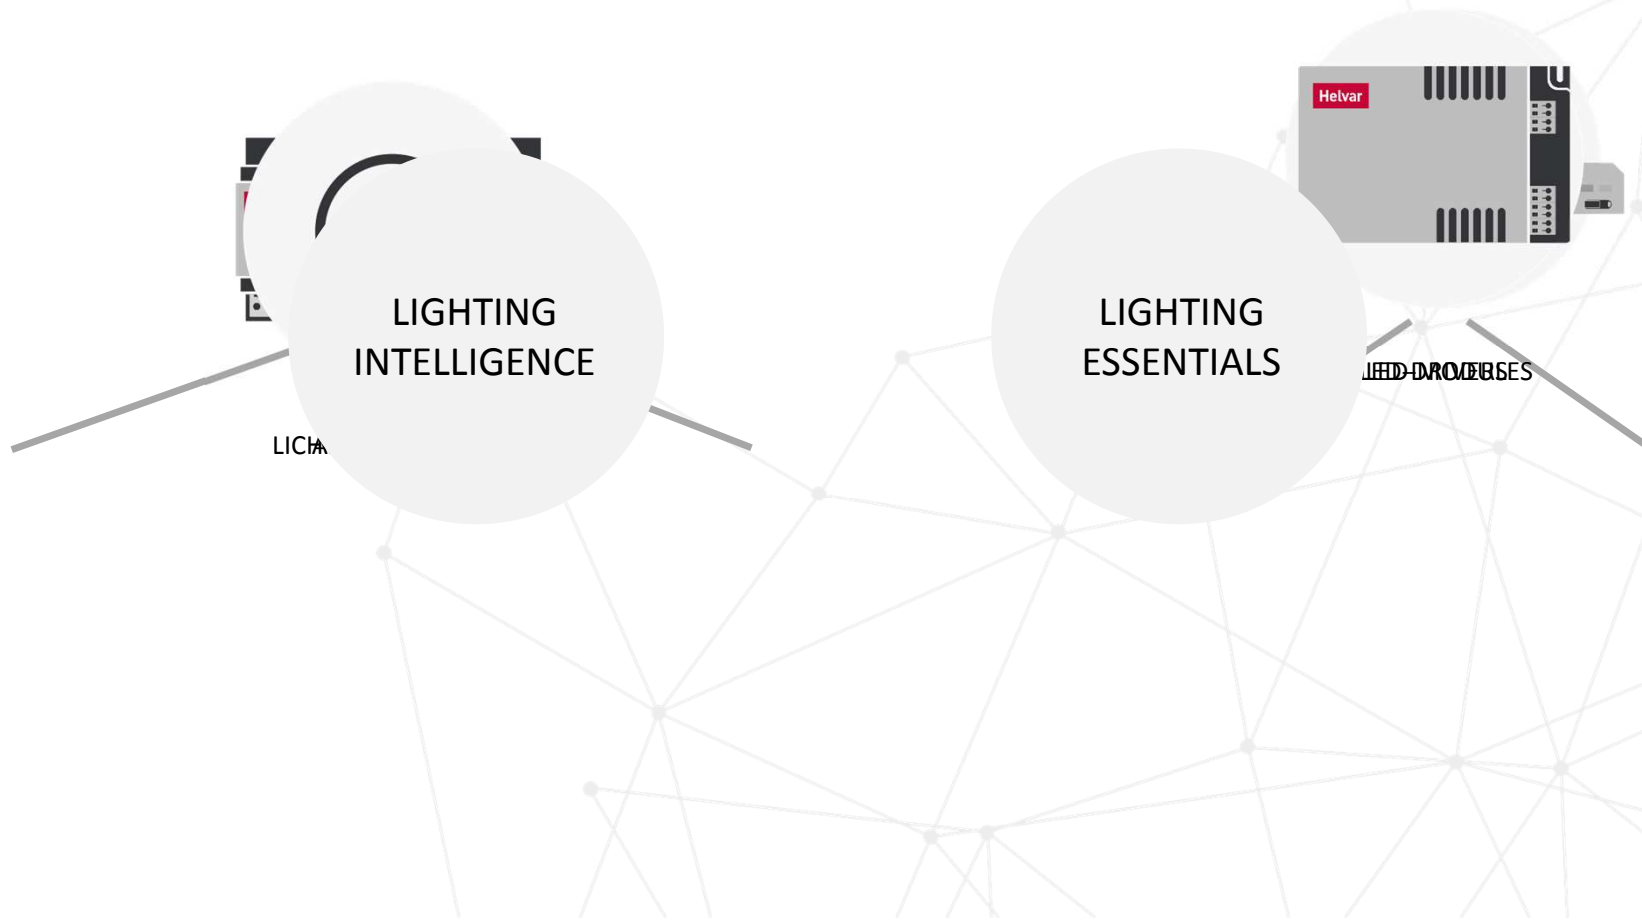 Helvar
LIGHTING
INTELLIGENCE
LIGHTING
ESSENTIALS